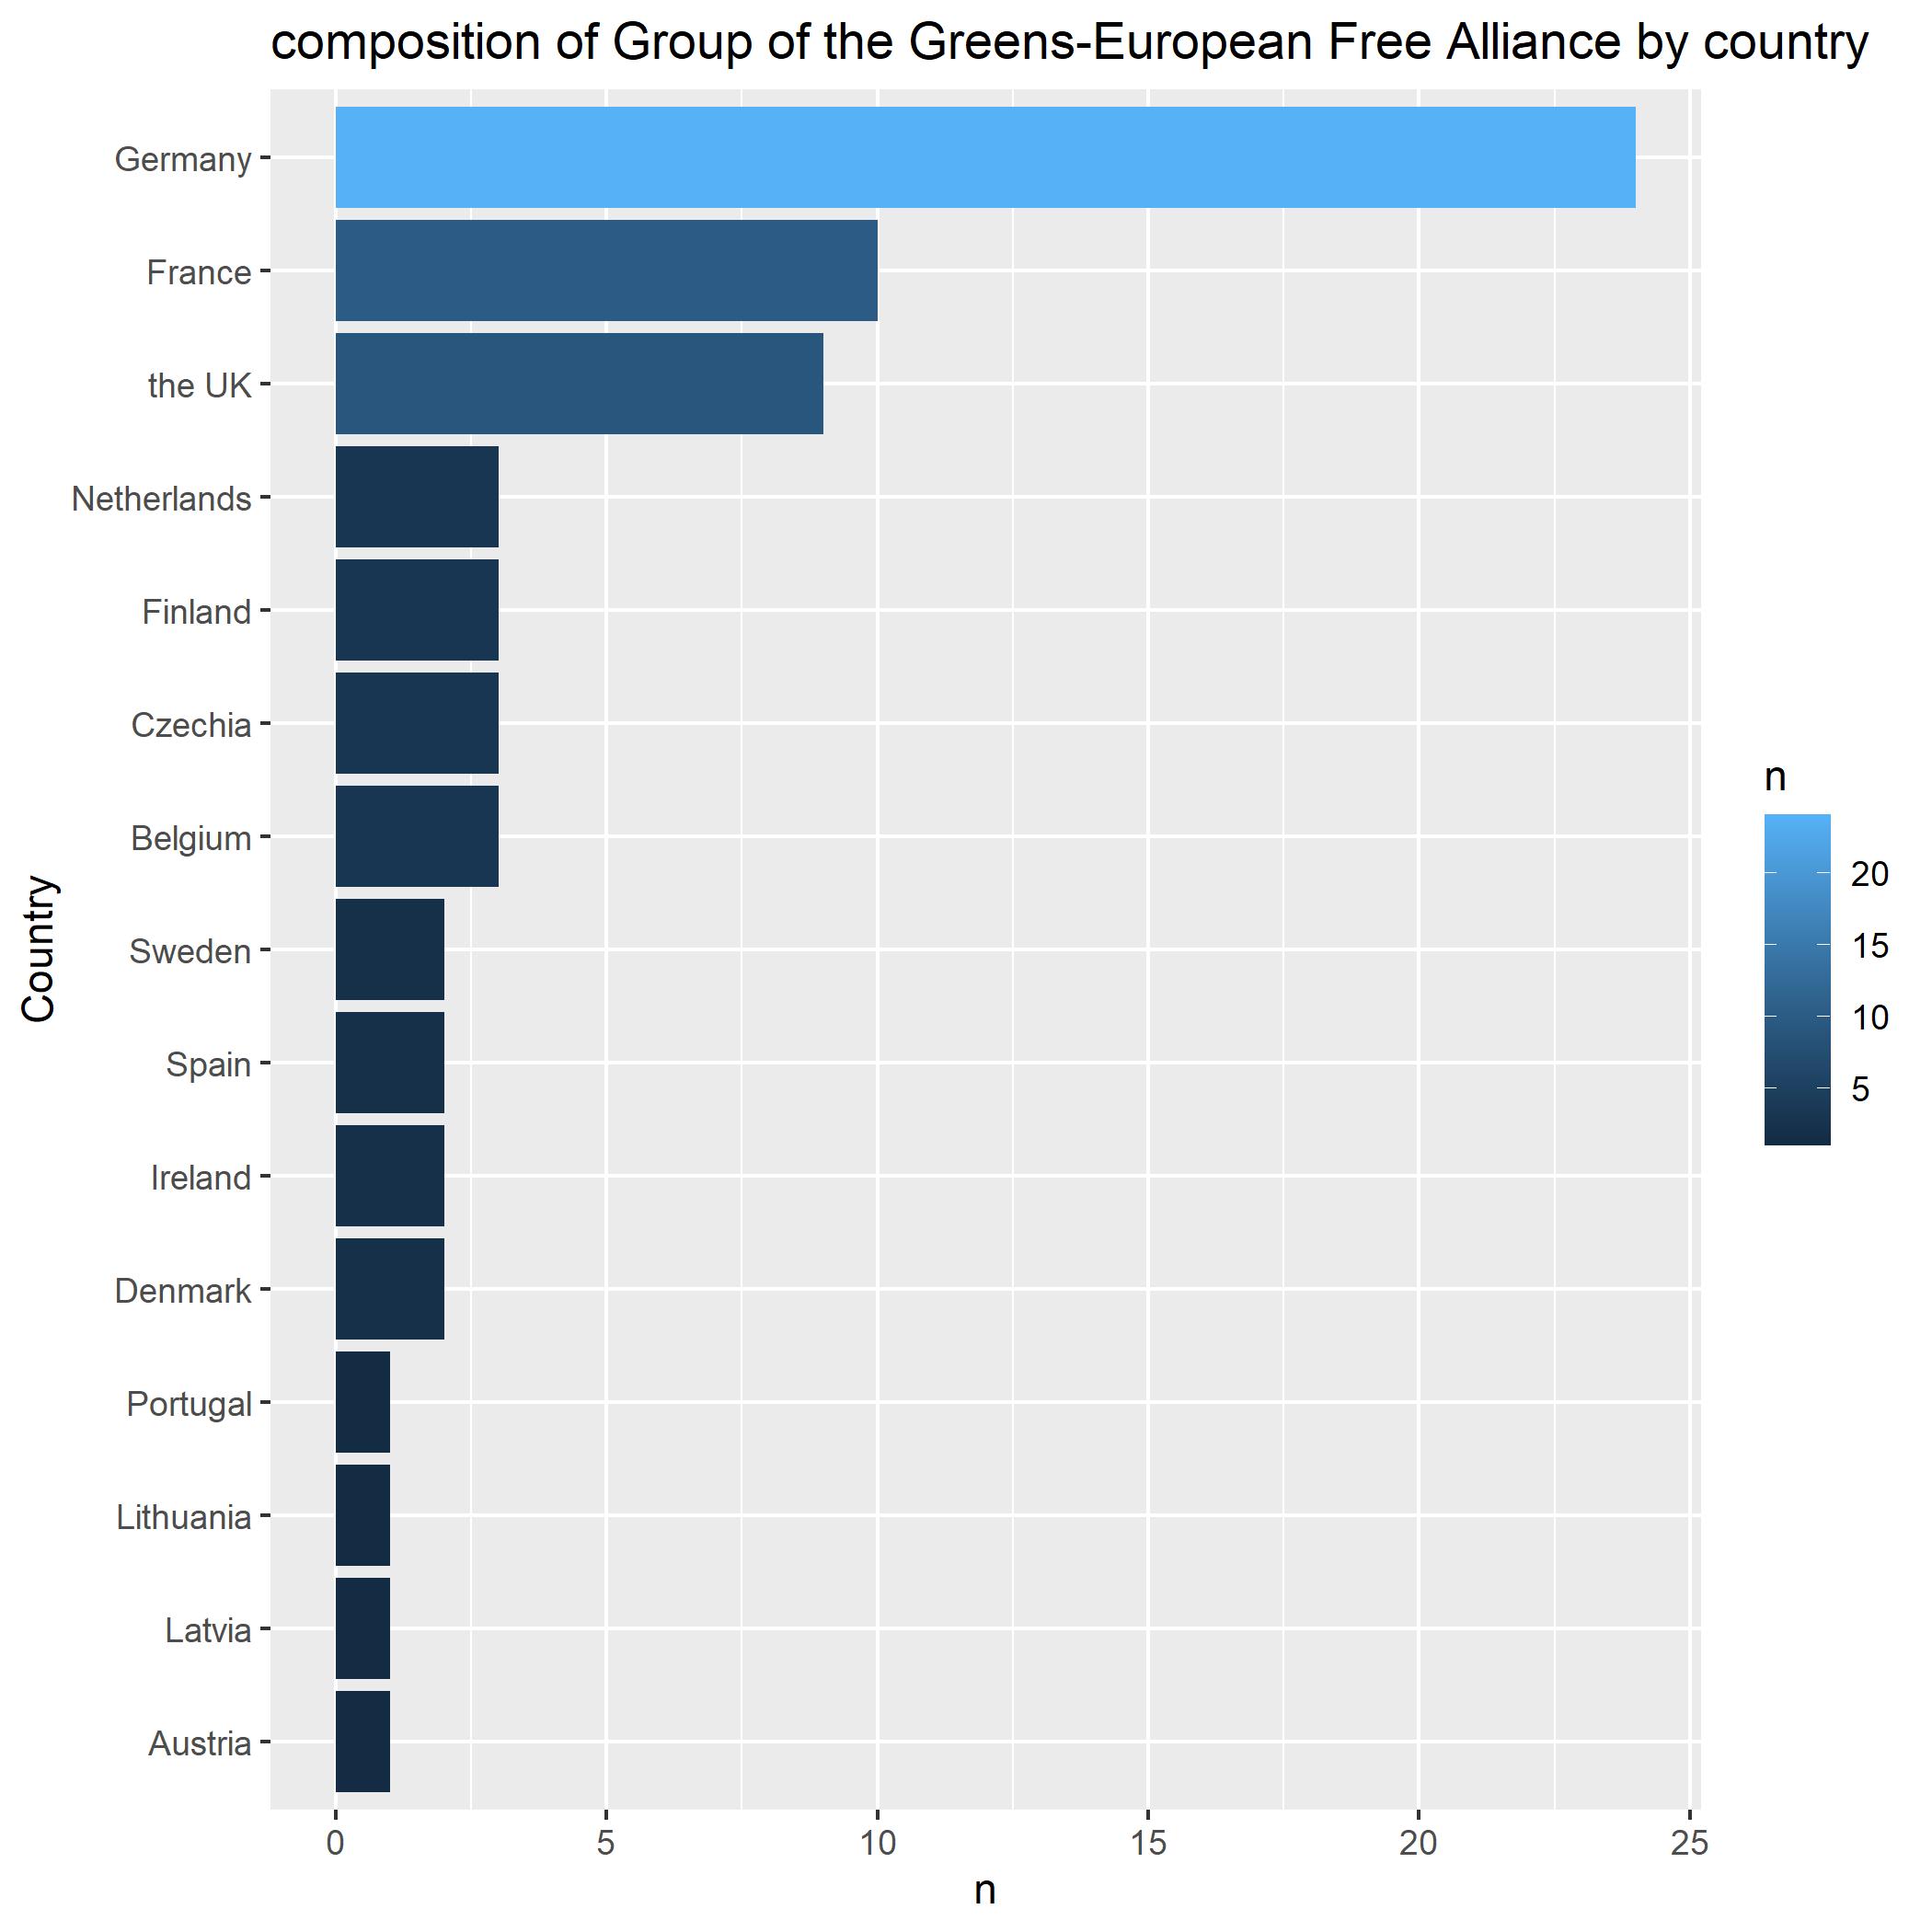 composition of Group of the Greens-European Free Alliance by country
Country
Germany
France
the UK
Netherlands
Finland
Czechia
Belgium
Sweden
Spain
Ireland
Denmark
Portugal
Lithuania
Latvia
Austria
0 5 10 15 20 25
n
n
20
15
10
5